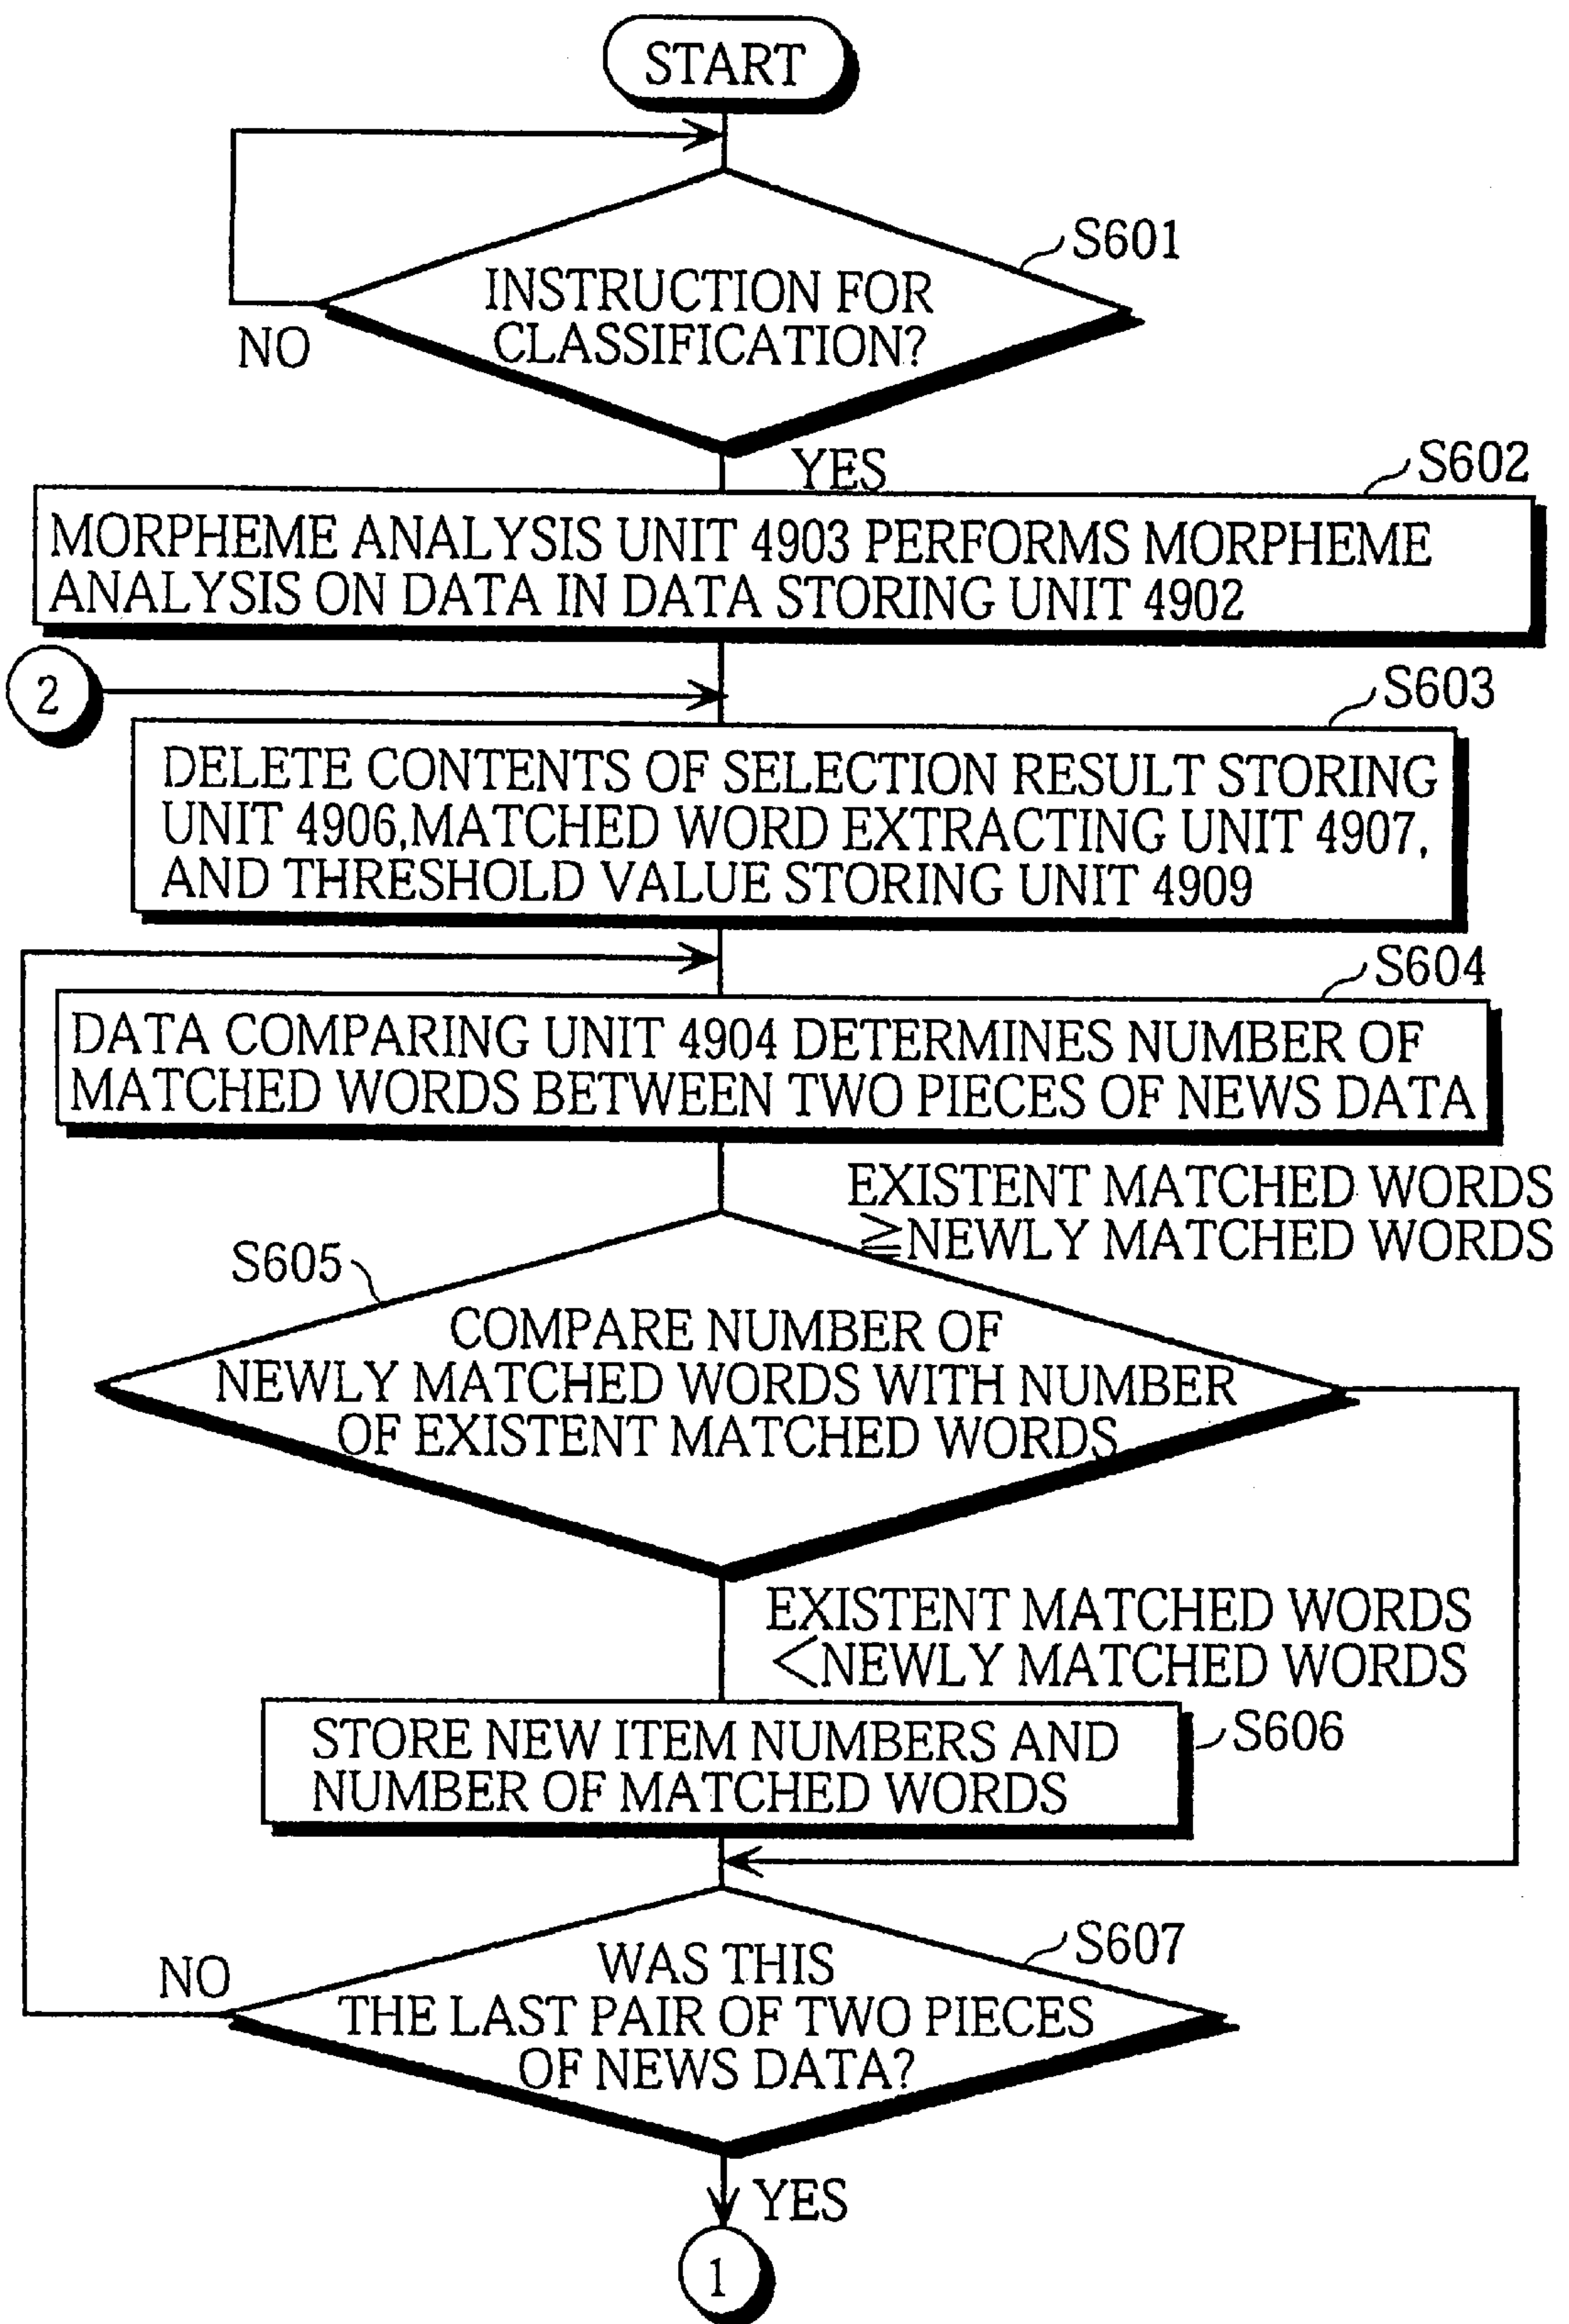 START
S601
INSTRUCTION FOR
CLASSIFICATION?
NO
YES
S602
MORPHEME ANALYSIS UNIT 4903 PERFORMS MORPHEME
ANALYSIS ON DATA IN DATA STORING UNIT 4902
2
S603
DELETE CONTENTS OF SELECTION RESULT STORING
UNIT 4906,MATCHED WORD EXTRACTING UNIT 4907,
AND THRESHOLD VALUE STORING UNIT 4909
S604
DATA COMPARING UNIT 4904 DETERMINES NUMBER OF
MATCHED WORDS BETWEEN TWO PIECES OF NEWS DATA
EXISTENT MATCHED WORDS
≧NEWLY MATCHED WORDS
S605
COMPARE NUMBER OF
NEWLY MATCHED WORDS WITH NUMBER
OF EXISTENT MATCHED WORDS
EXISTENT MATCHED WORDS
<NEWLY MATCHED WORDS
STORE NEW ITEM NUMBERS AND
NUMBER OF MATCHED WORDS
S606
S607
NO
WAS THIS
THE LAST PAIR OF TWO PIECES
OF NEWS DATA?
YES
1